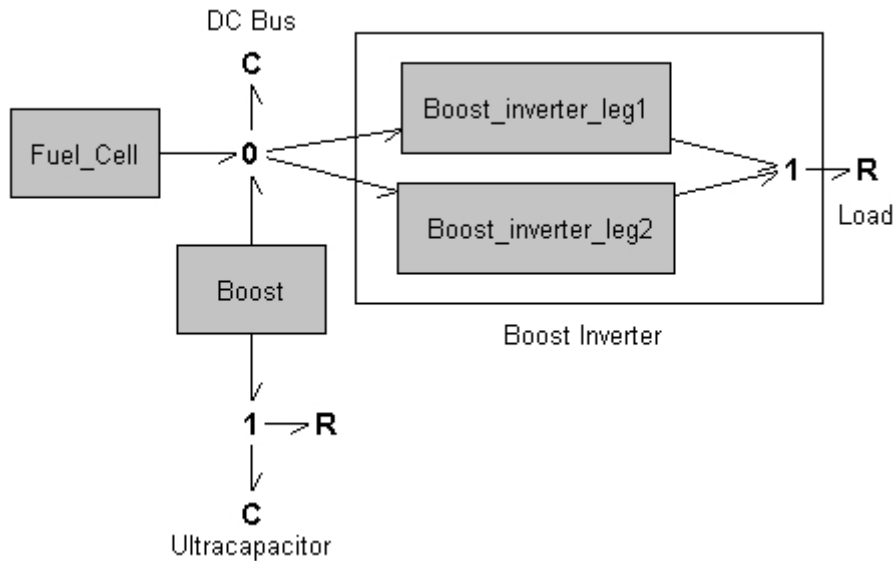 DC Bus
C
Boost_inverter_leg1
Fuel_Cell
0
1
R
Boost_inverter_leg2
Load
Boost
Boost Inverter
1
R
C
Ultracapacitor